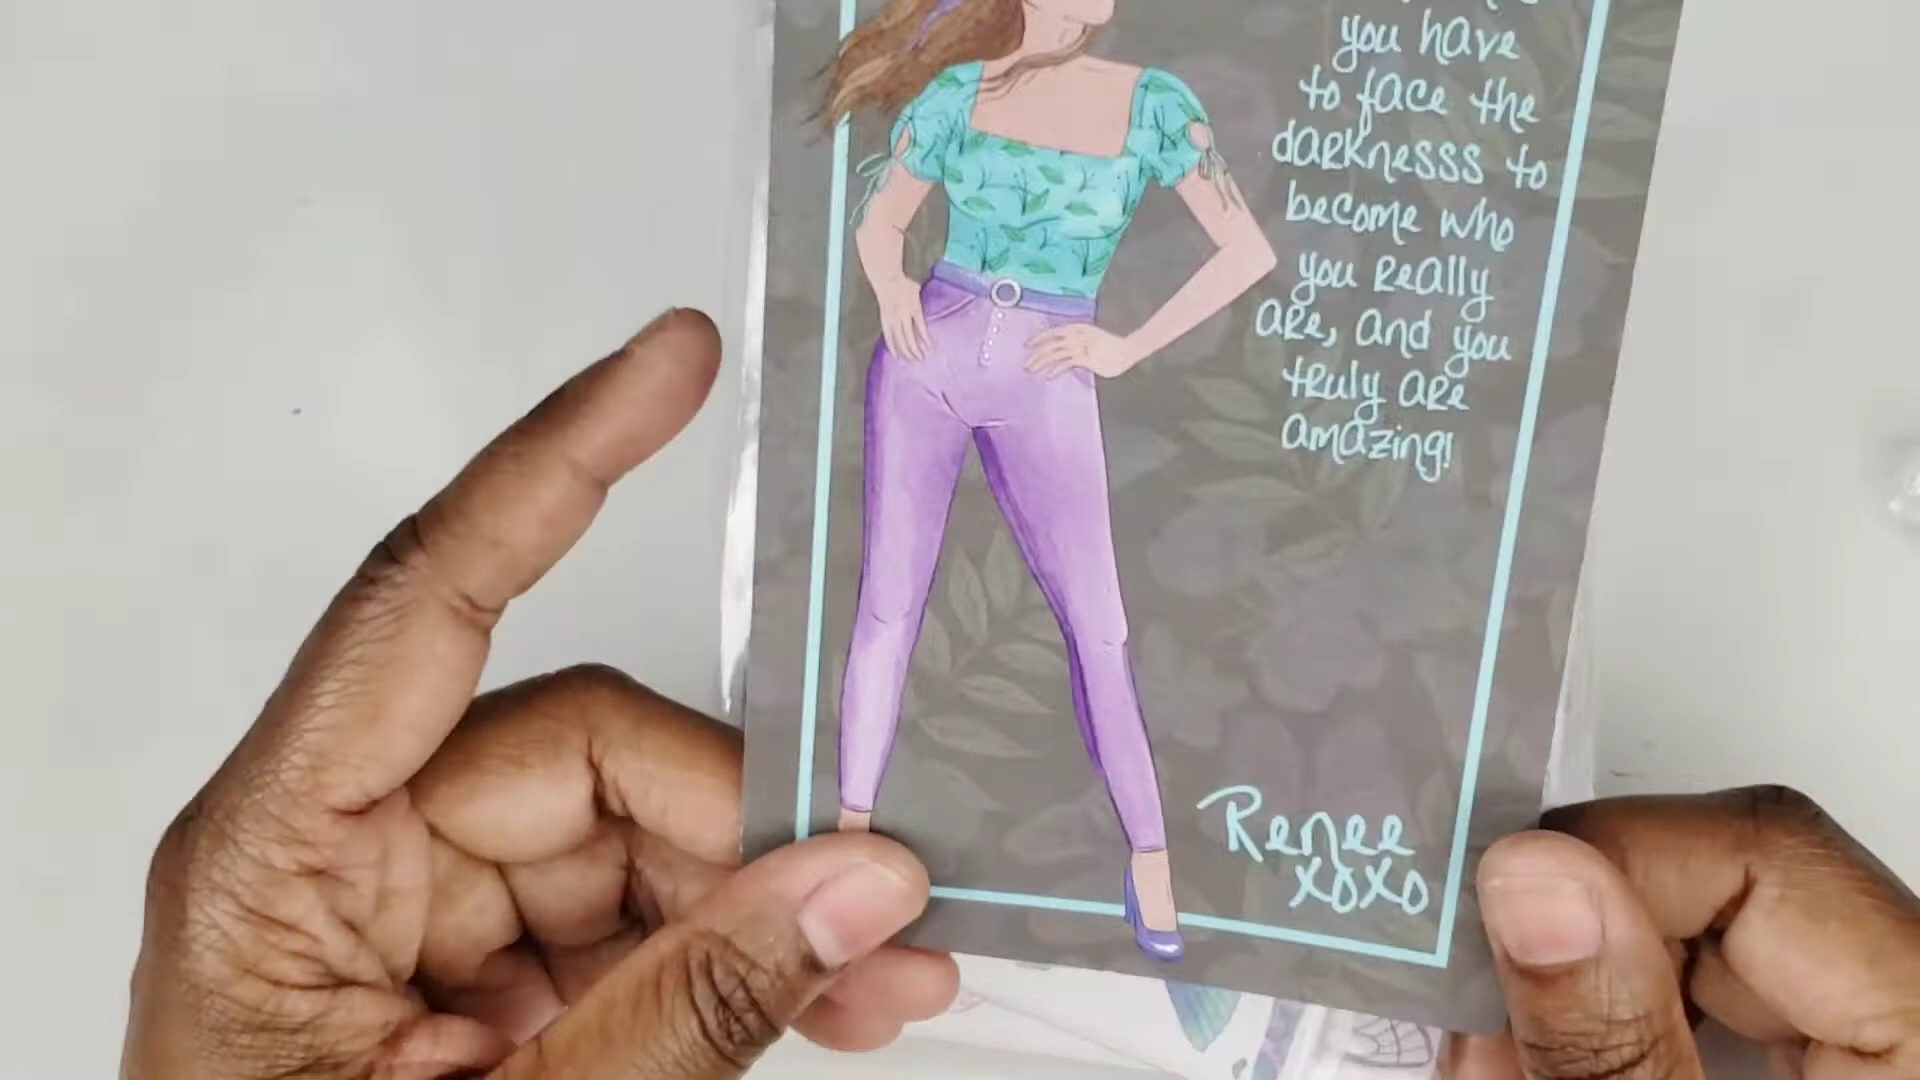 you have
to face the
darknesss to
become who
you really
are, and you
truly are
amazing!
Renee
xoxo